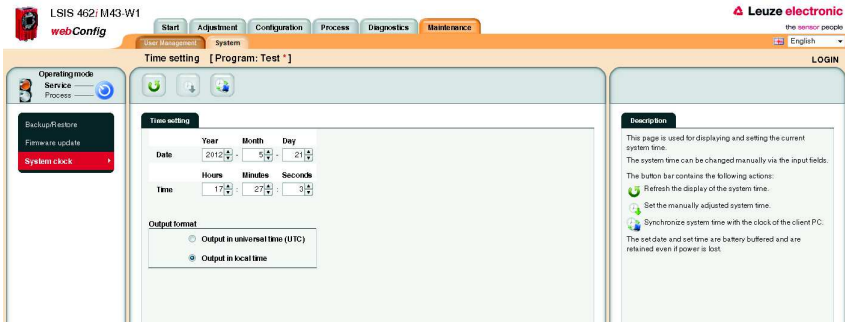 LSIS 462i M43-W1
webConfig
Start Adjustment Configuration Process Diagnostics Maintenance
Leuze electronic
the sensor people
User Management System
English
Time setting [Program: Test *]
LOGIN
Operating mode
Service
Process
Backup/Restore
Firmware update
System clock
Time setting
Year Month Day
Date 2012 - 5 - 21
Hours Minutes Seconds
Time 17 : 27 : 3
Output format
Output in universal time (UTC)
Output in local time
Description
This page is used for displaying and setting the current
system time.
The system time can be changed manually via the input fields.
The button bar contains the following actions:
Refresh the display of the system time.
Set the manually adjusted system time.
Synchronize system time with the clock of the client PC.
The set date and set time are battery buffered and are
retained even if power is lost.